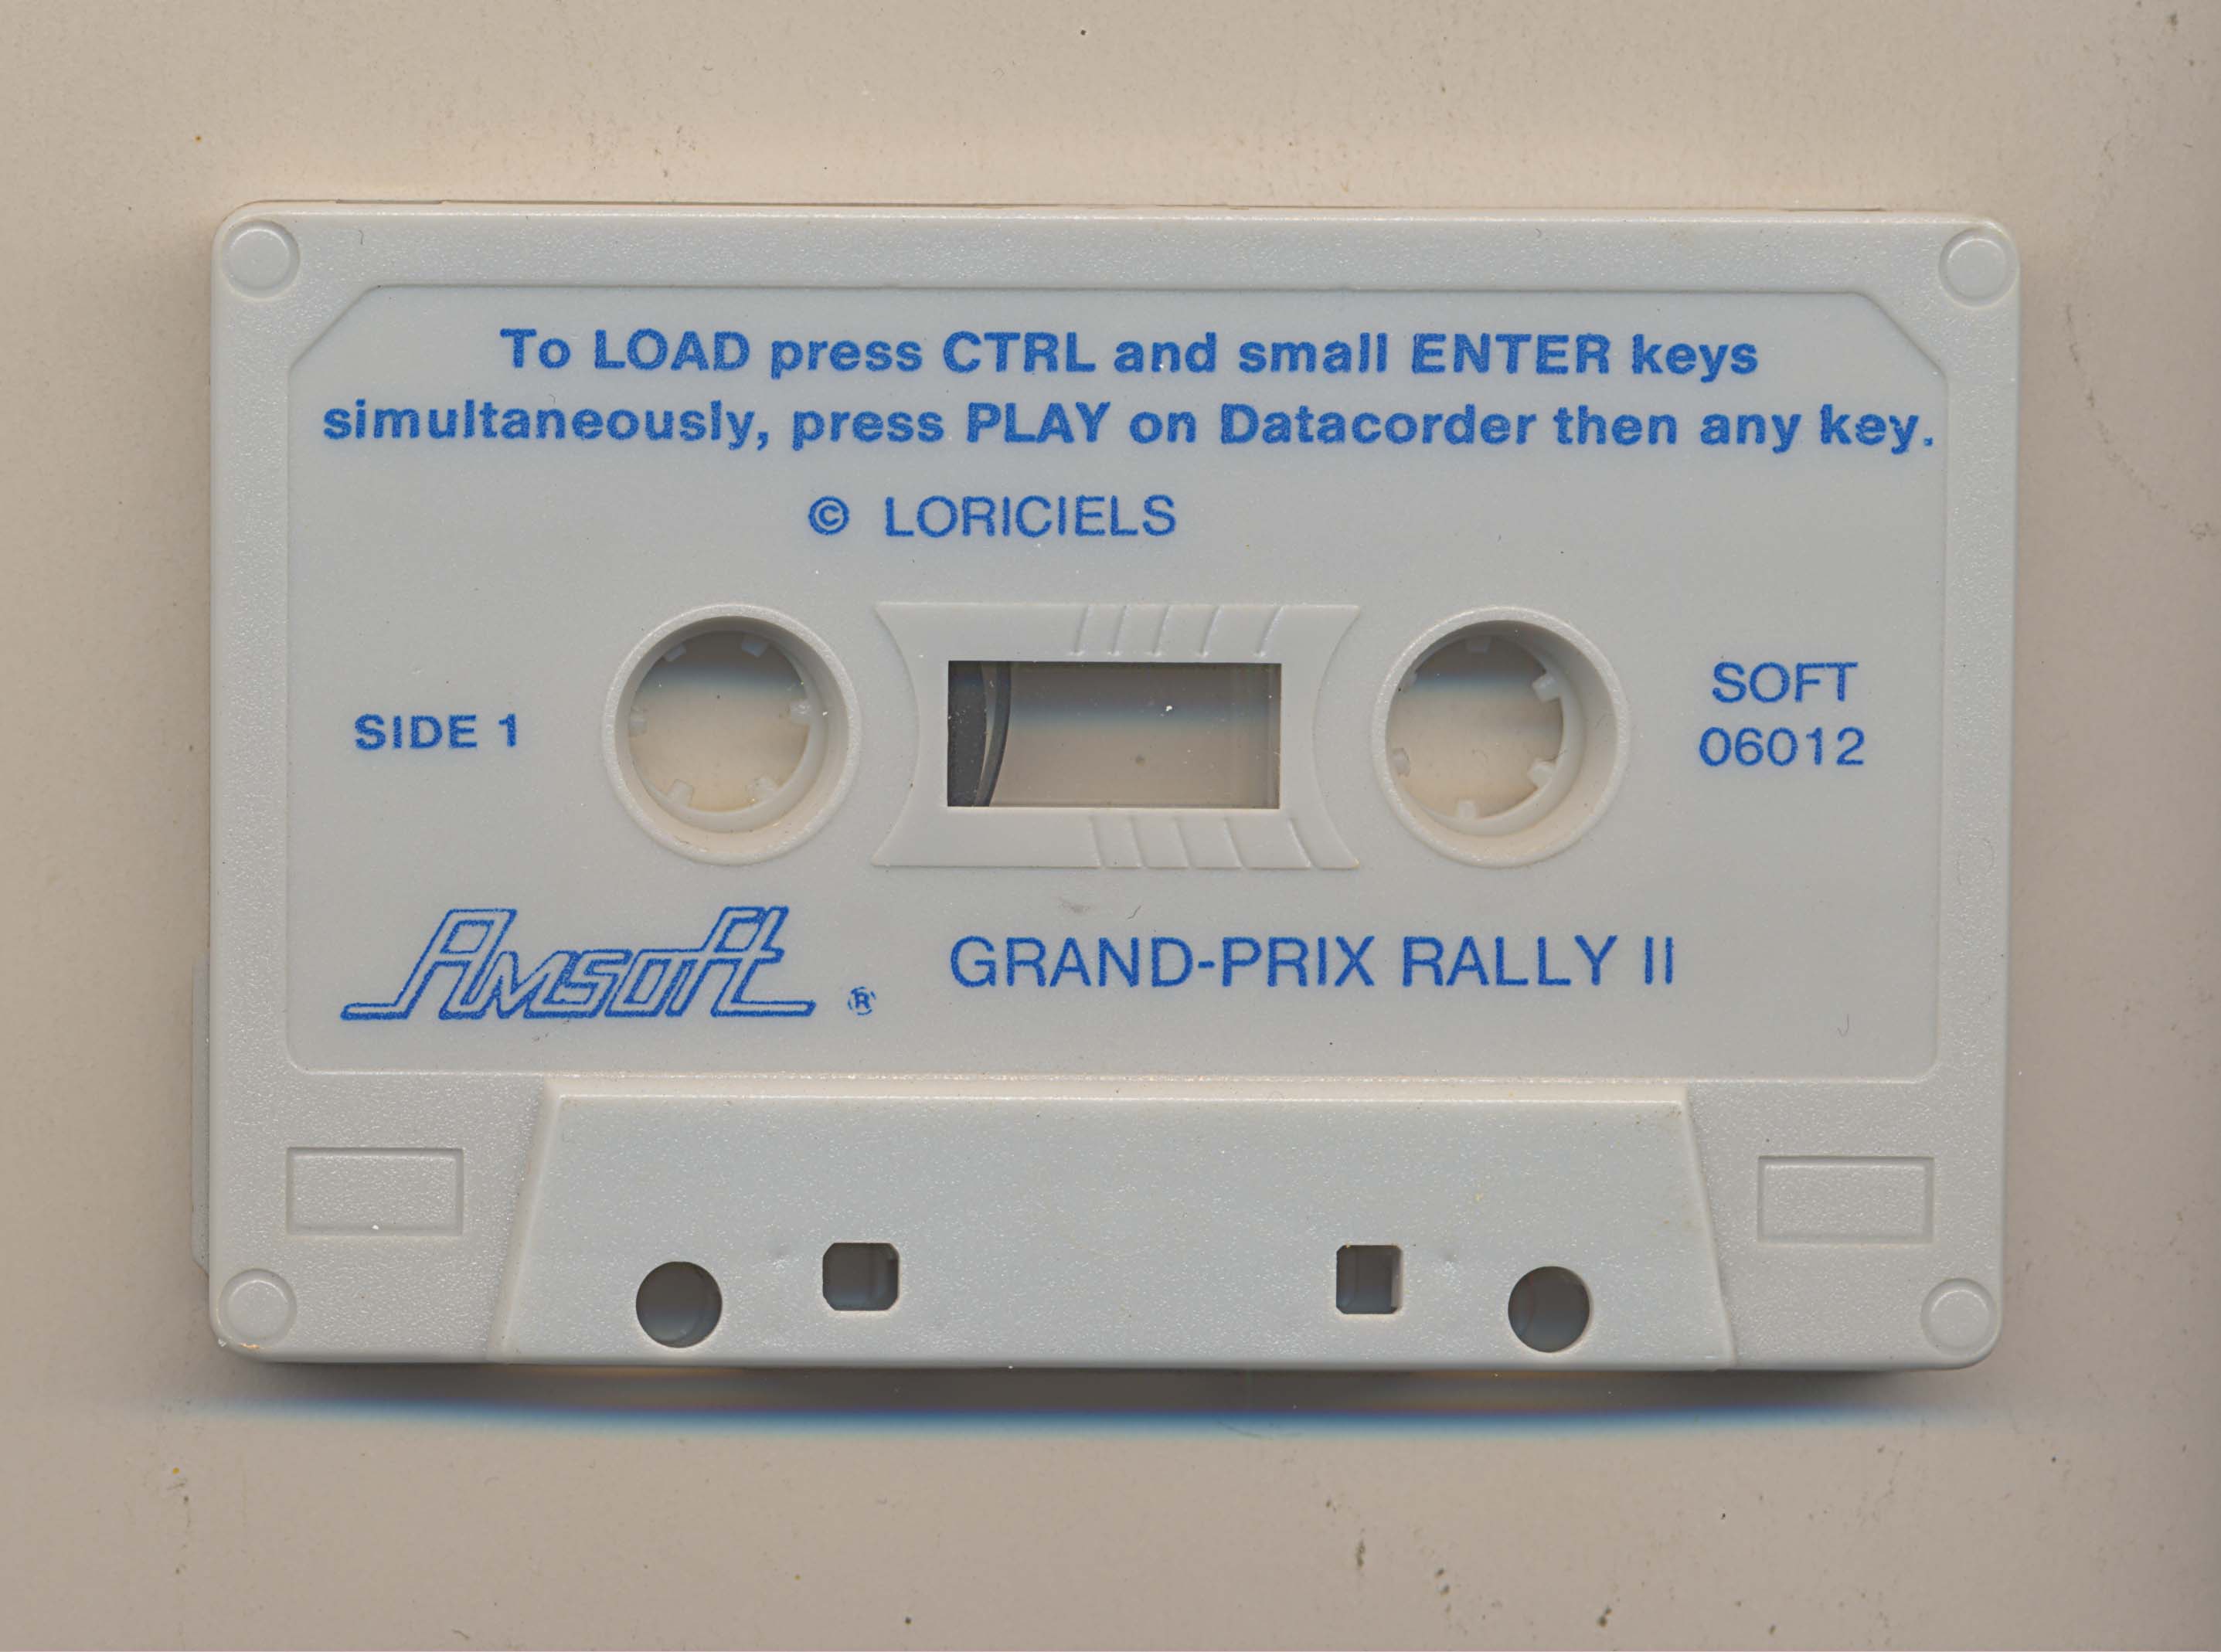 To LOAD press CTRL and small ENTER keys
simultaneously, press PLAY on Datacorder then any key.
© LORICIELS
SIDE 1
SOFT
06012
Amsoft ®
GRAND-PRIX RALLY II